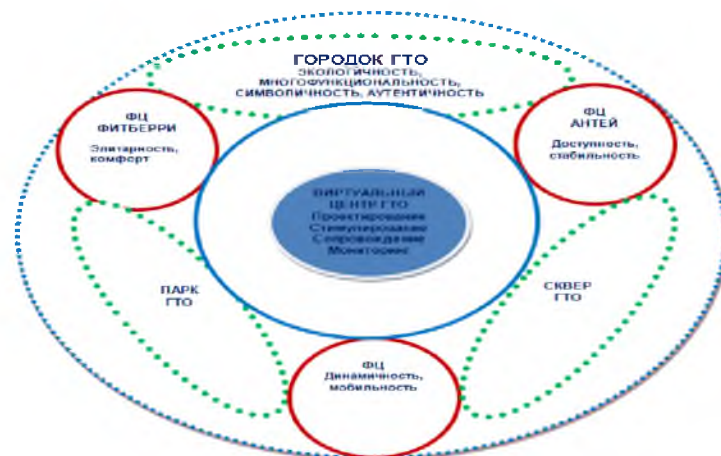 ГОРОДОК ГТО
ЭКОЛОГИЧНОСТЬ,
МНОГОФУНКЦИОНАЛЬНОСТЬ,
СИМВОЛИЧНОСТЬ, АУТЕНТИЧНОСТЬ
ФЦ
ФИТБЕРРИ
Элитарность,
комфорт
ФЦ
АНТЕЙ
Доступность,
стабильность
ВИРТУАЛЬНЫЙ
ЦЕНТР ГТО
Проектирование
Стимулирование
Сопровождение
Мониторинг
ПАРК
ГТО
СКВЕР
ГТО
ФЦ
Динамичность,
мобильность